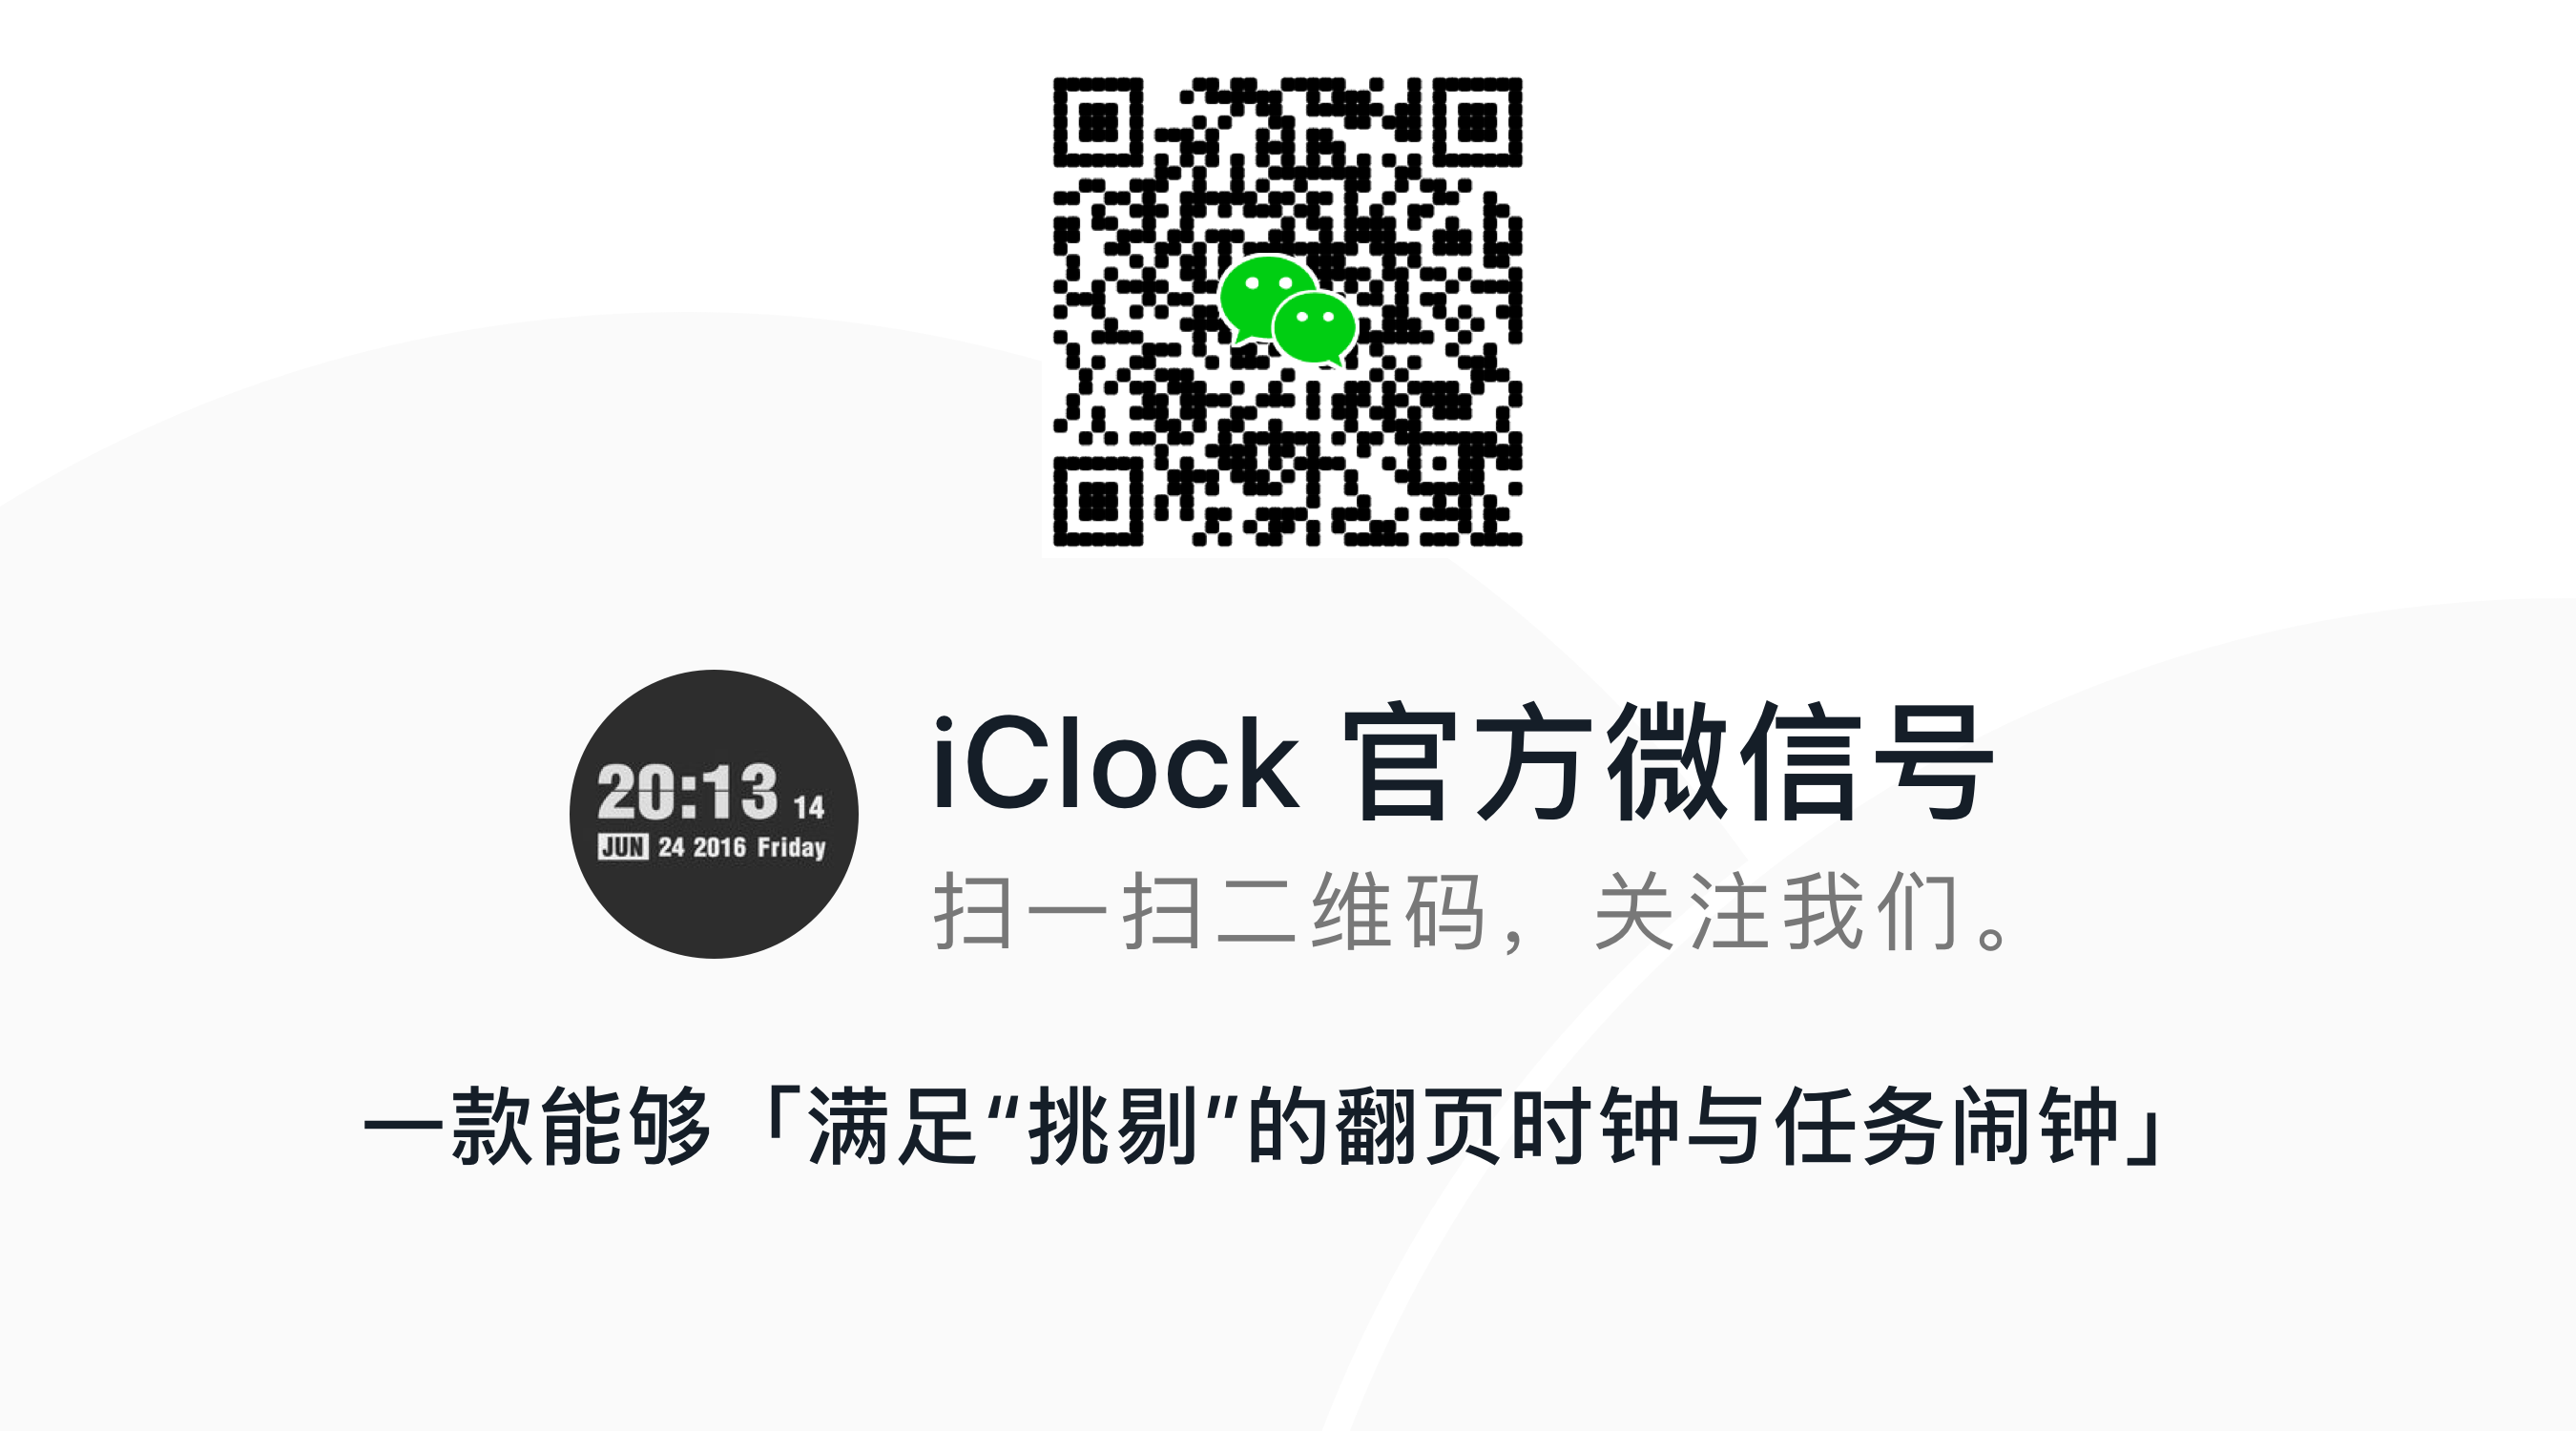 20:13 14
JUN 24 2016 Friday
iClock 官方微信号
扫一扫二维码，关注我们。
一款能够「满足“挑剔”的翻页时钟与任务闹钟」